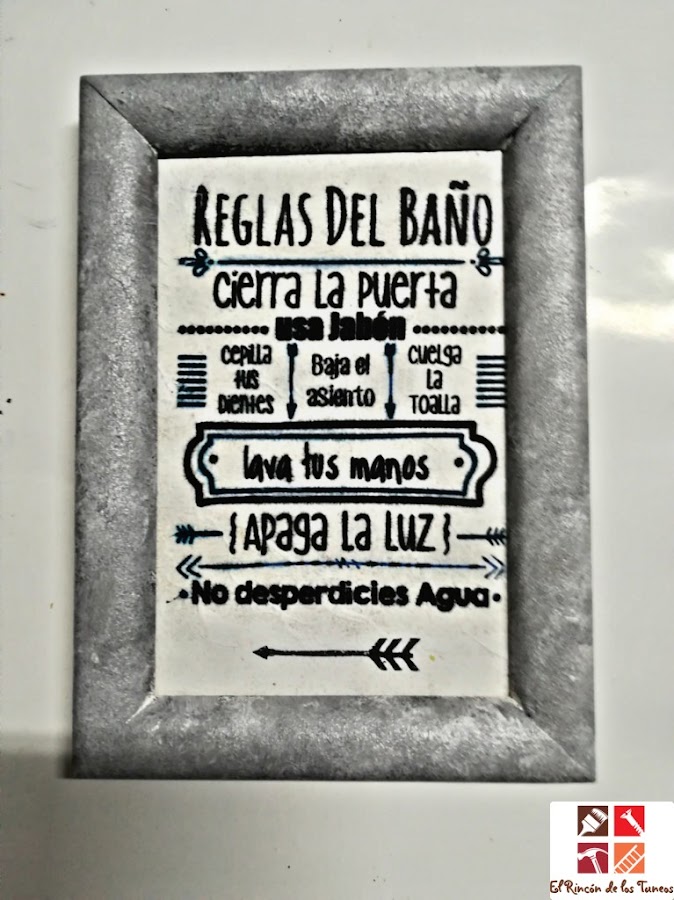 REGLAS DEL BAÑO
Cierra la puerta
usa Jabón
Cepilla
tus
Dientes
Baja el
asiento
Cuelga
La
Toalla
lava tus manos
{Apaga la luz}
•No desperdicies Agua•
El Rincón de los Tuneos